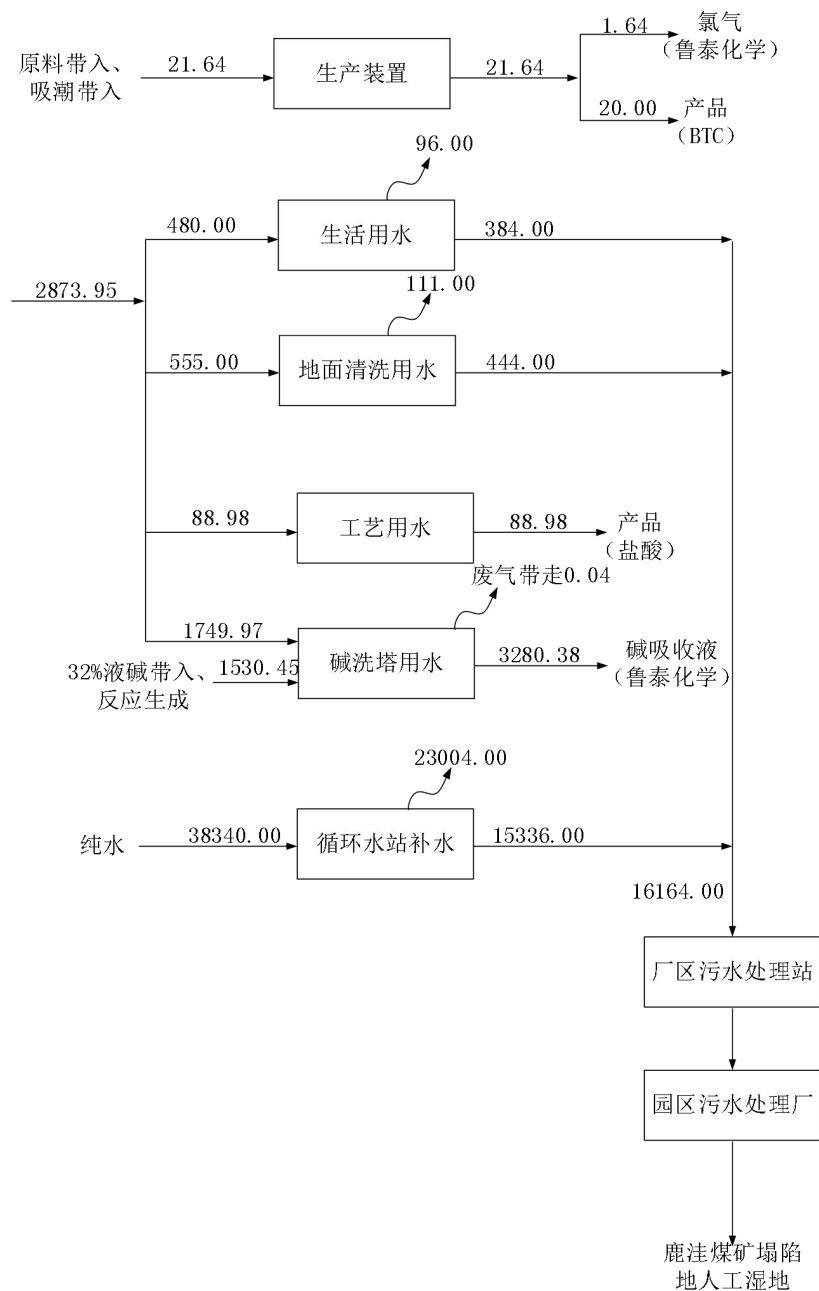 原料带入、
吸潮带入
21.64
生产装置
21.64
1.64
氯气
(鲁泰化学)
20.00
产品
(BTC)
96.00
480.00
生活用水
384.00
2873.95
111.00
555.00
地面清洗用水
444.00
88.98
工艺用水
88.98
产品
(盐酸)
废气带走0.04
1749.97
32%液碱带入、
反应生成
1530.45
碱洗塔用水
3280.38
碱吸收液
(鲁泰化学)
23004.00
纯水
38340.00
循环水站补水
15336.00
16164.00
厂区污水处理站
园区污水处理厂
鹿洼煤矿塌陷
地人工湿地